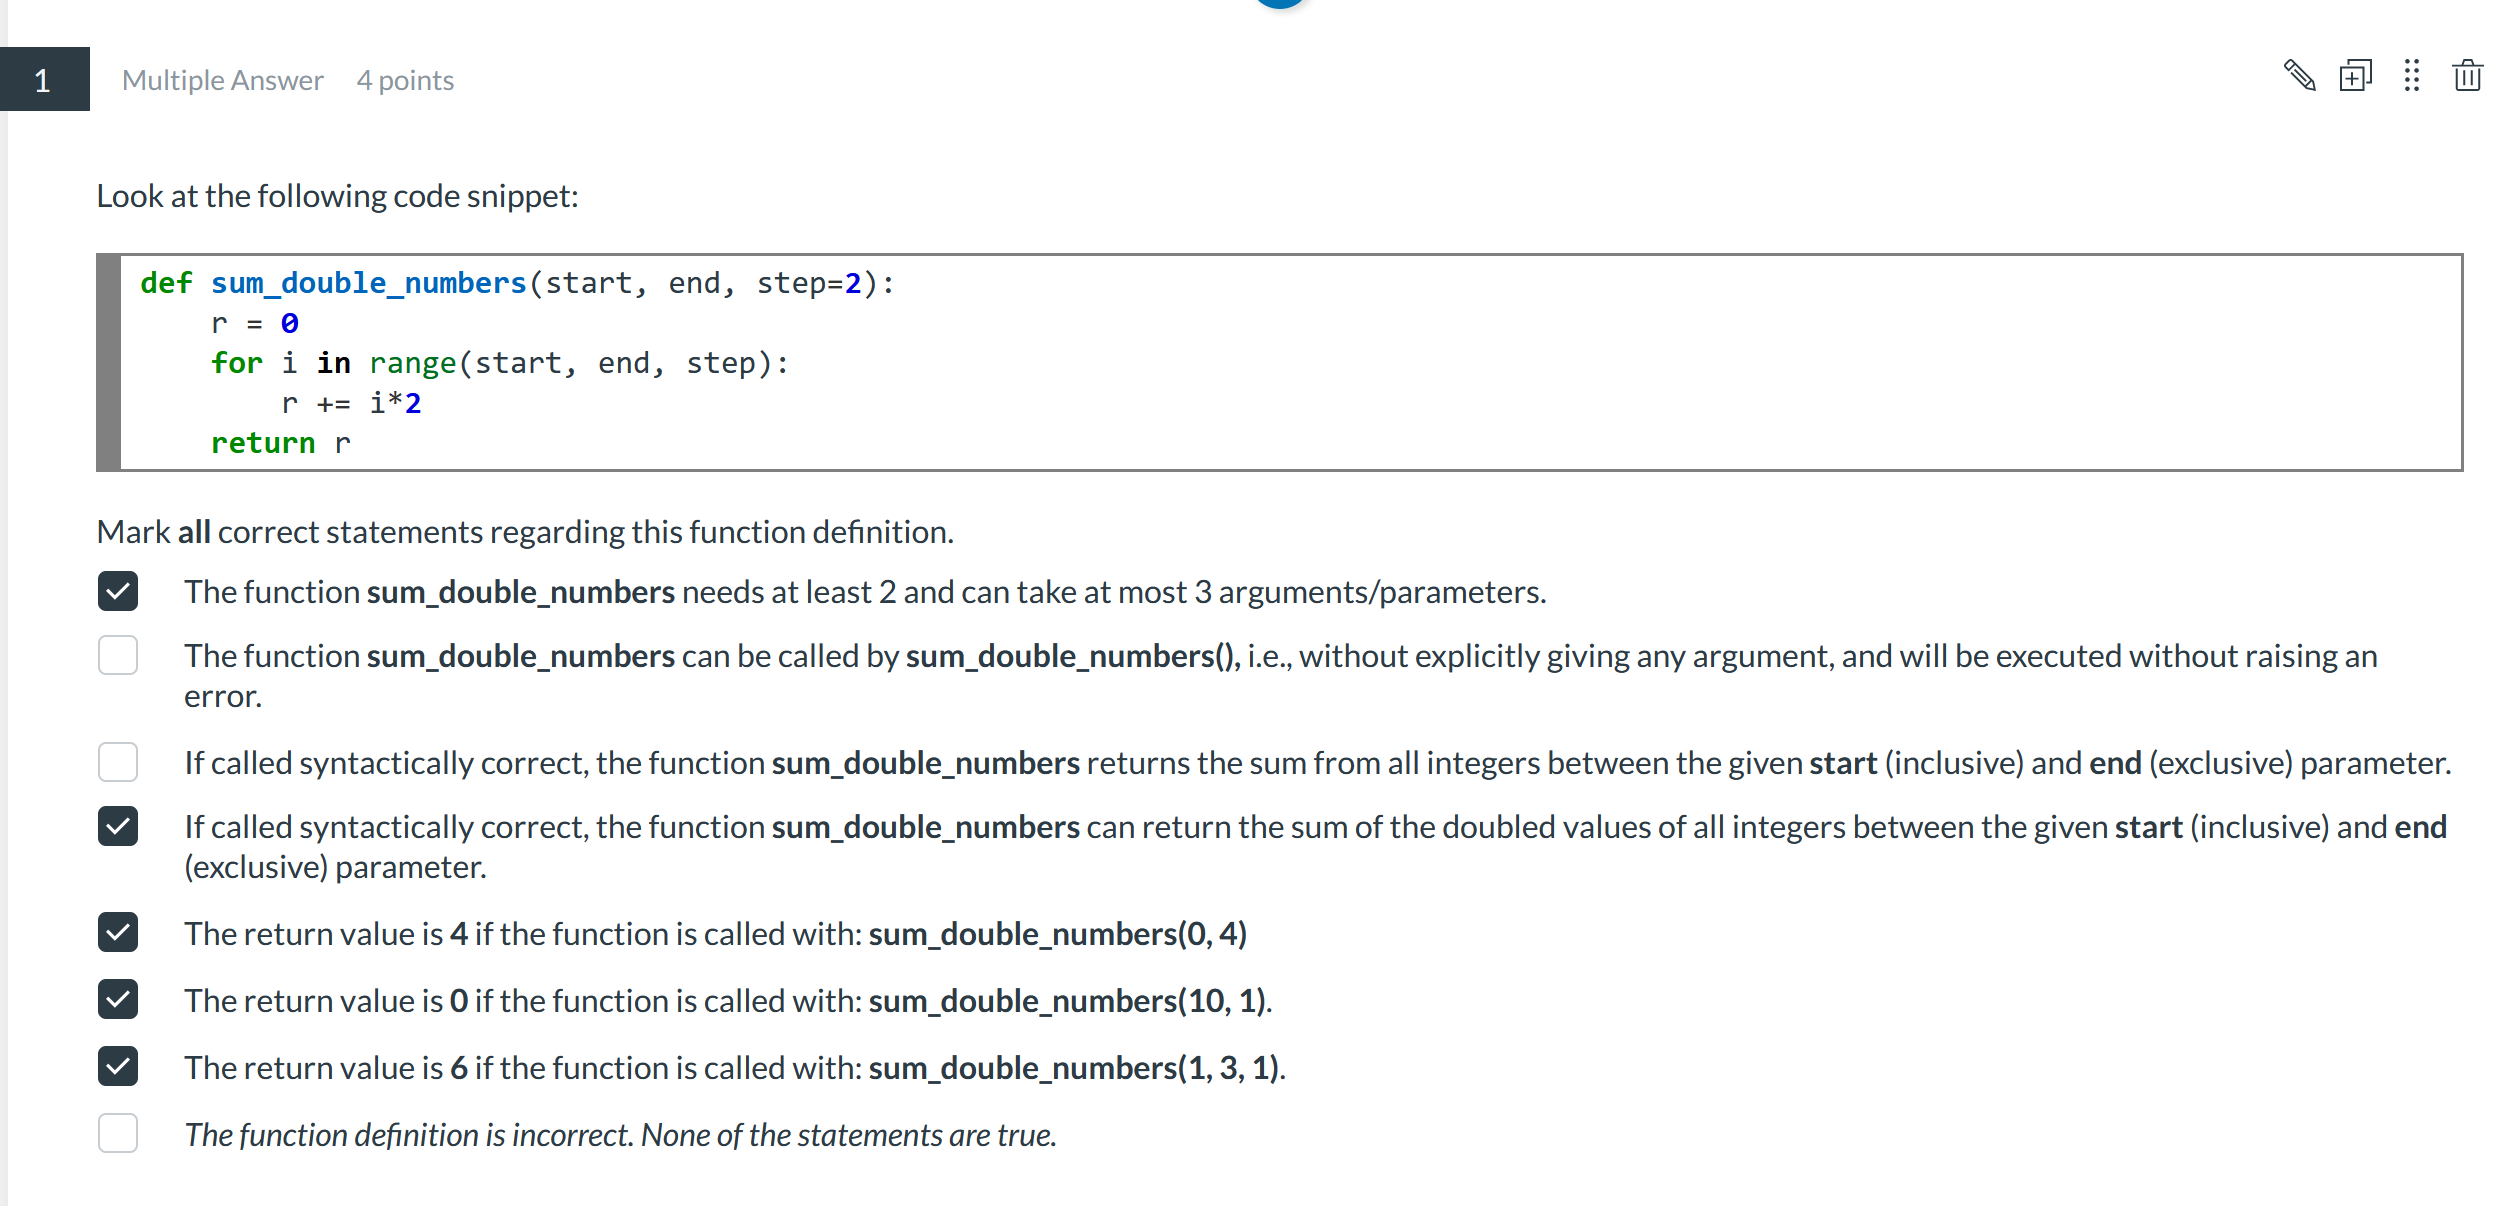 1
Multiple Answer 4 points
Look at the following code snippet:
def sum_double_numbers(start, end, step=2):
    r = 0
    for i in range(start, end, step):
        r += i*2
    return r
Mark all correct statements regarding this function definition.
The function sum_double_numbers needs at least 2 and can take at most 3 arguments/parameters.
The function sum_double_numbers can be called by sum_double_numbers(), i.e., without explicitly giving any argument, and will be executed without raising an
error.
If called syntactically correct, the function sum_double_numbers returns the sum from all integers between the given start (inclusive) and end (exclusive) parameter.
If called syntactically correct, the function sum_double_numbers can return the sum of the doubled values of all integers between the given start (inclusive) and end
(exclusive) parameter.
The return value is 4 if the function is called with: sum_double_numbers(0, 4)
The return value is 0 if the function is called with: sum_double_numbers(10, 1).
The return value is 6 if the function is called with: sum_double_numbers(1, 3, 1).
The function definition is incorrect. None of the statements are true.